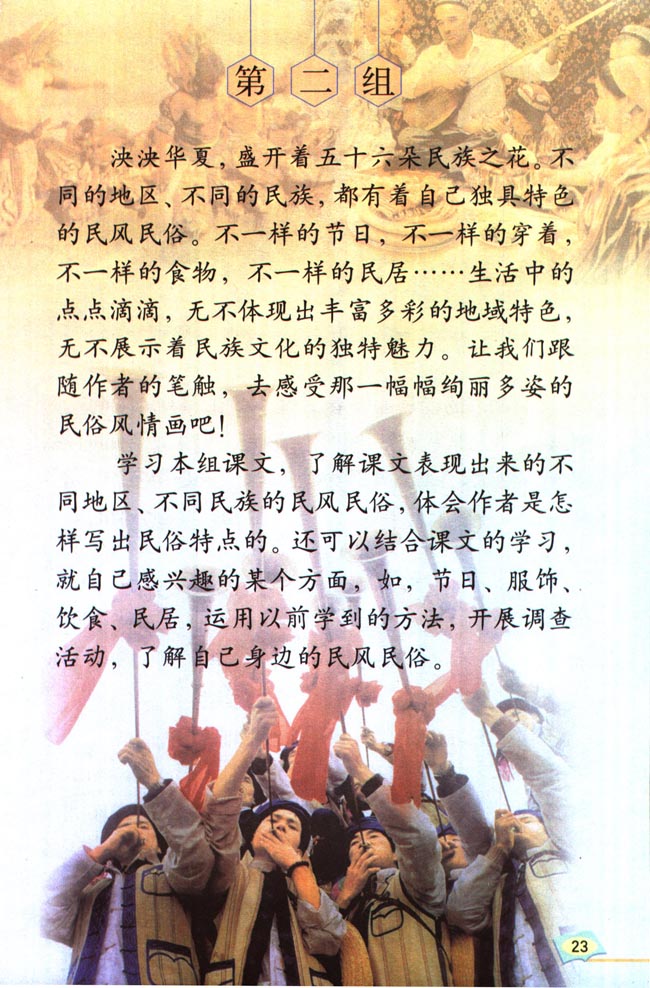 第二组
泱泱华夏，盛开着五十六朵民族之花。不
同的地区、不同的民族，都有着自己独具特色
的民风民俗。不一样的节日，不一样的穿着，
不一样的食物，不一样的民居……生活中的
点点滴滴，无不体现出丰富多彩的地域特色，
无不展示着民族文化的独特魅力。让我们跟
随作者的笔触，去感受那一幅幅绚丽多姿的
民俗风情画吧！
学习本组课文，了解课文表现出来的不
同地区、不同民族的民风民俗，体会作者是怎
样写出民俗特点的。还可以结合课文的学习，
就自己感兴趣的某个方面，如，节日、服饰、
饮食、民居，运用以前学到的方法，开展调查
活动，了解自己身边的民风民俗。
23